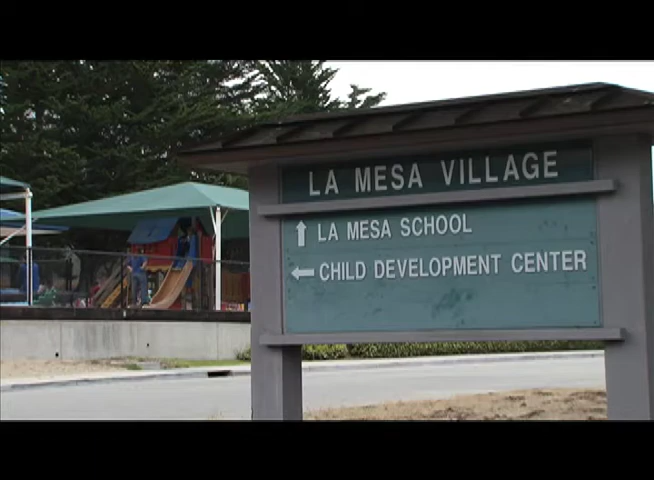 LA MESA VILLAGE
↑ LA MESA SCHOOL
← CHILD DEVELOPMENT CENTER